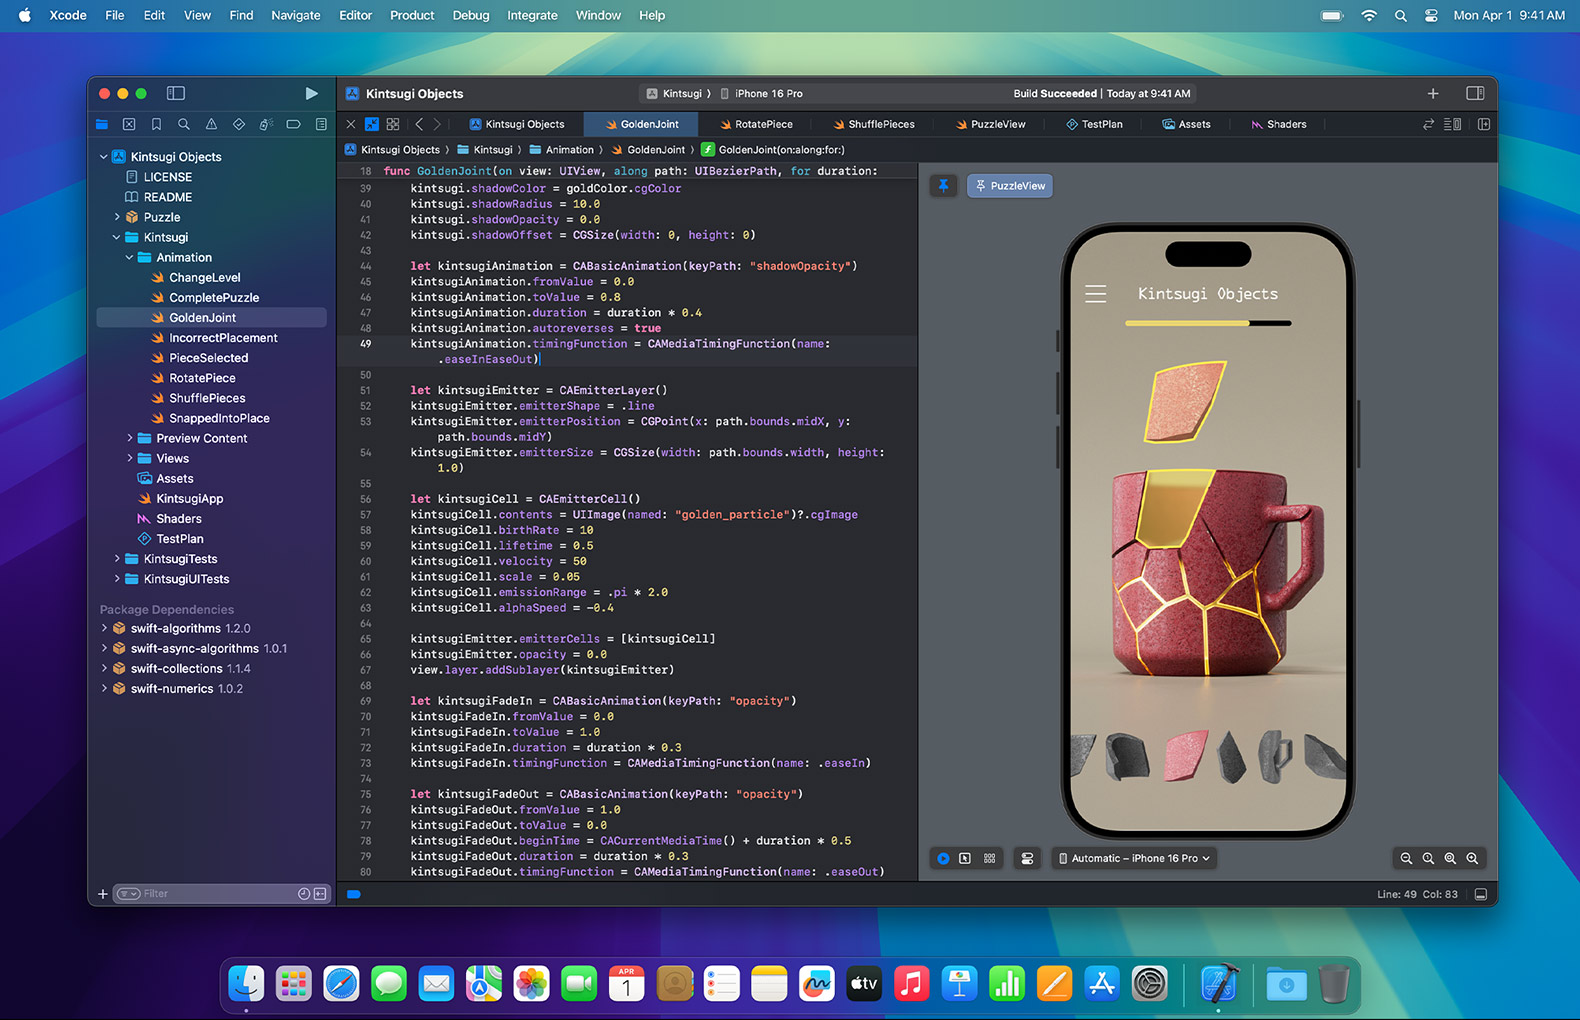 Xcode File Edit View Find Navigate Editor Product Debug Integrate Window Help
Mon Apr 1 9:41 AM
Kintsugi Objects
Kintsugi 〉 iPhone 16 Pro
Build Succeeded | Today at 9:41 AM
Kintsugi Objects GoldenJoint RotatePiece ShufflePieces PuzzleView TestPlan Assets Shaders
Kintsugi Objects 〉 Kintsugi 〉 Animation 〉 GoldenJoint 〉 GoldenJoint(on:along:for:)
Kintsugi Objects
LICENSE
README
Puzzle
Kintsugi
Animation
ChangeLevel
CompletePuzzle
GoldenJoint
IncorrectPlacement
PieceSelected
RotatePiece
ShufflePieces
SnappedIntoPlace
Preview Content
Views
Assets
KintsugiApp
Shaders
TestPlan
KintsugiTests
KintsugiUITests
Package Dependencies
swift-algorithms 1.2.0
swift-async-algorithms 1.0.1
swift-collections 1.1.4
swift-numerics 1.0.2
Filter
18 func GoldenJoint(on view: UIView, along path: UIBezierPath, for duration:
39 kintsugi.shadowColor = goldColor.cgColor
40 kintsugi.shadowRadius = 10.0
41 kintsugi.shadowOpacity = 0.0
42 kintsugi.shadowOffset = CGSize(width: 0, height: 0)
43
44 let kintsugiAnimation = CABasicAnimation(keyPath: "shadowOpacity")
45 kintsugiAnimation.fromValue = 0.0
46 kintsugiAnimation.toValue = 0.8
47 kintsugiAnimation.duration = duration * 0.4
48 kintsugiAnimation.autoreverses = true
49 kintsugiAnimation.timingFunction = CAMediaTimingFunction(name:
.easeInEaseOut)
50
51 let kintsugiEmitter = CAEmitterLayer()
52 kintsugiEmitter.emitterShape = .line
53 kintsugiEmitter.emitterPosition = CGPoint(x: path.bounds.midX, y:
path.bounds.midY)
54 kintsugiEmitter.emitterSize = CGSize(width: path.bounds.width, height:
1.0)
55
56 let kintsugiCell = CAEmitterCell()
57 kintsugiCell.contents = UIImage(named: "golden_particle")?.cgImage
58 kintsugiCell.birthRate = 10
59 kintsugiCell.lifetime = 0.5
60 kintsugiCell.velocity = 50
61 kintsugiCell.scale = 0.05
62 kintsugiCell.emissionRange = .pi * 2.0
63 kintsugiCell.alphaSpeed = -0.4
64
65 kintsugiEmitter.emitterCells = [kintsugiCell]
66 kintsugiEmitter.opacity = 0.0
67 view.layer.addSublayer(kintsugiEmitter)
68
69 let kintsugiFadeIn = CABasicAnimation(keyPath: "opacity")
70 kintsugiFadeIn.fromValue = 0.0
71 kintsugiFadeIn.toValue = 1.0
72 kintsugiFadeIn.duration = duration * 0.3
73 kintsugiFadeIn.timingFunction = CAMediaTimingFunction(name: .easeIn)
74
75 let kintsugiFadeOut = CABasicAnimation(keyPath: "opacity")
76 kintsugiFadeOut.fromValue = 1.0
77 kintsugiFadeOut.toValue = 0.0
78 kintsugiFadeOut.beginTime = CACurrentMediaTime() + duration * 0.5
79 kintsugiFadeOut.duration = duration * 0.3
80 kintsugiFadeOut.timingFunction = CAMediaTimingFunction(name: .easeOut)
PuzzleView
Kintsugi Objects
Automatic – iPhone 16 Pro
Line: 49 Col: 83
APR
1
tv